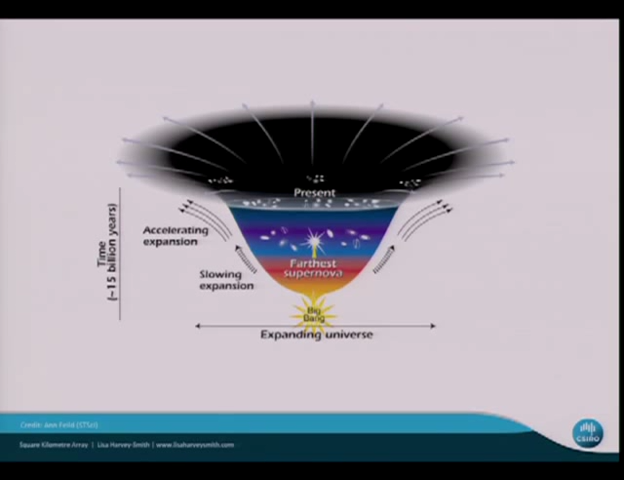 Present
Accelerating
expansion
Time
(~15 billion years)
Farthest
supernova
Slowing
expansion
Big
Bang
Expanding universe
Credit: Ann Feild (STScI)
Square Kilometre Array | Lisa Harvey-Smith | www.lisaharveysmith.com
CSIRO